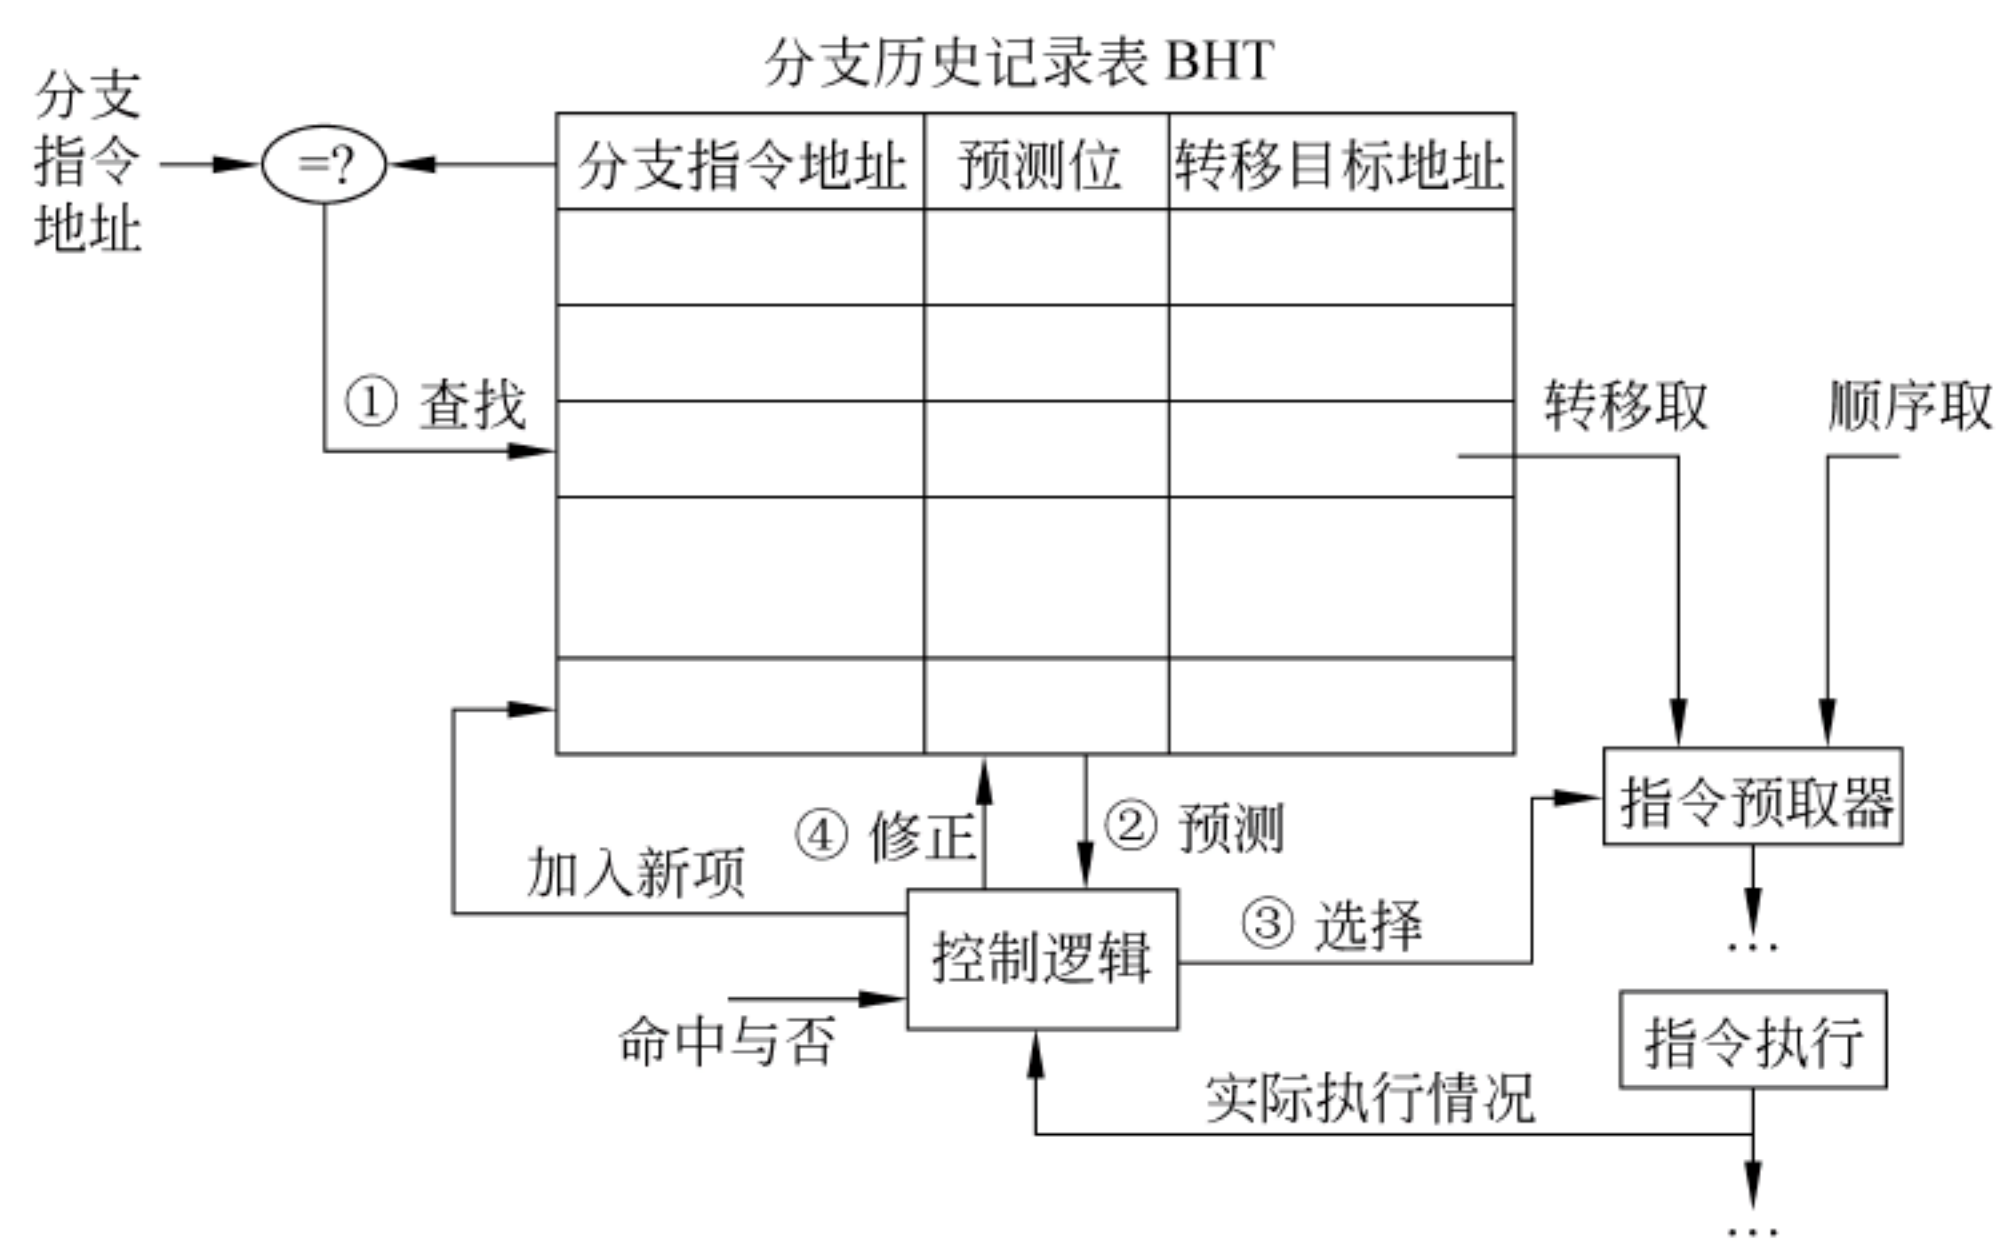 分支历史记录表 BHT
分支
指令
地址
=?
分支指令地址
预测位
转移目标地址
① 查找
转移取
顺序取
指令预取器
④ 修正
② 预测
加入新项
③ 选择
控制逻辑
…
命中与否
指令执行
实际执行情况
…